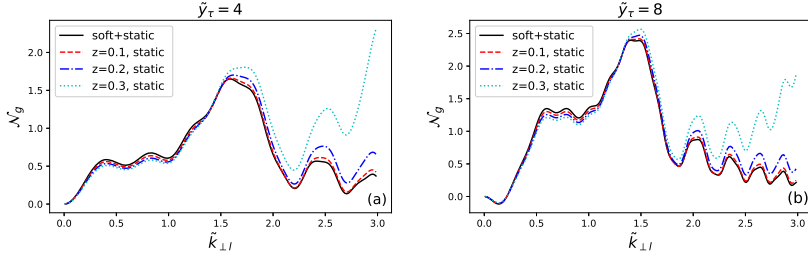 ỹ_τ = 4
2.0
1.5
1.0
0.5
0.0
𝒩_g
soft+static
z=0.1, static
z=0.2, static
z=0.3, static
(a)
0.0 0.5 1.0 1.5 2.0 2.5 3.0
k̃_⊥l
ỹ_τ = 8
2.5
2.0
1.5
1.0
0.5
0.0
𝒩_g
soft+static
z=0.1, static
z=0.2, static
z=0.3, static
(b)
0.0 0.5 1.0 1.5 2.0 2.5 3.0
k̃_⊥l